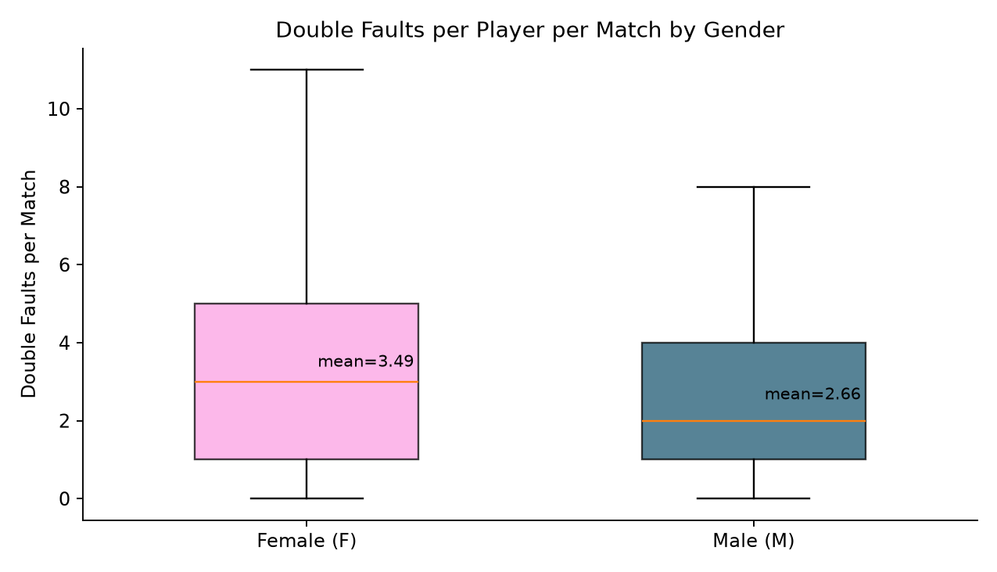 Double Faults per Player per Match by Gender
Double Faults per Match
10
8
6
4
2
0
mean=3.49
mean=2.66
Female (F)
Male (M)